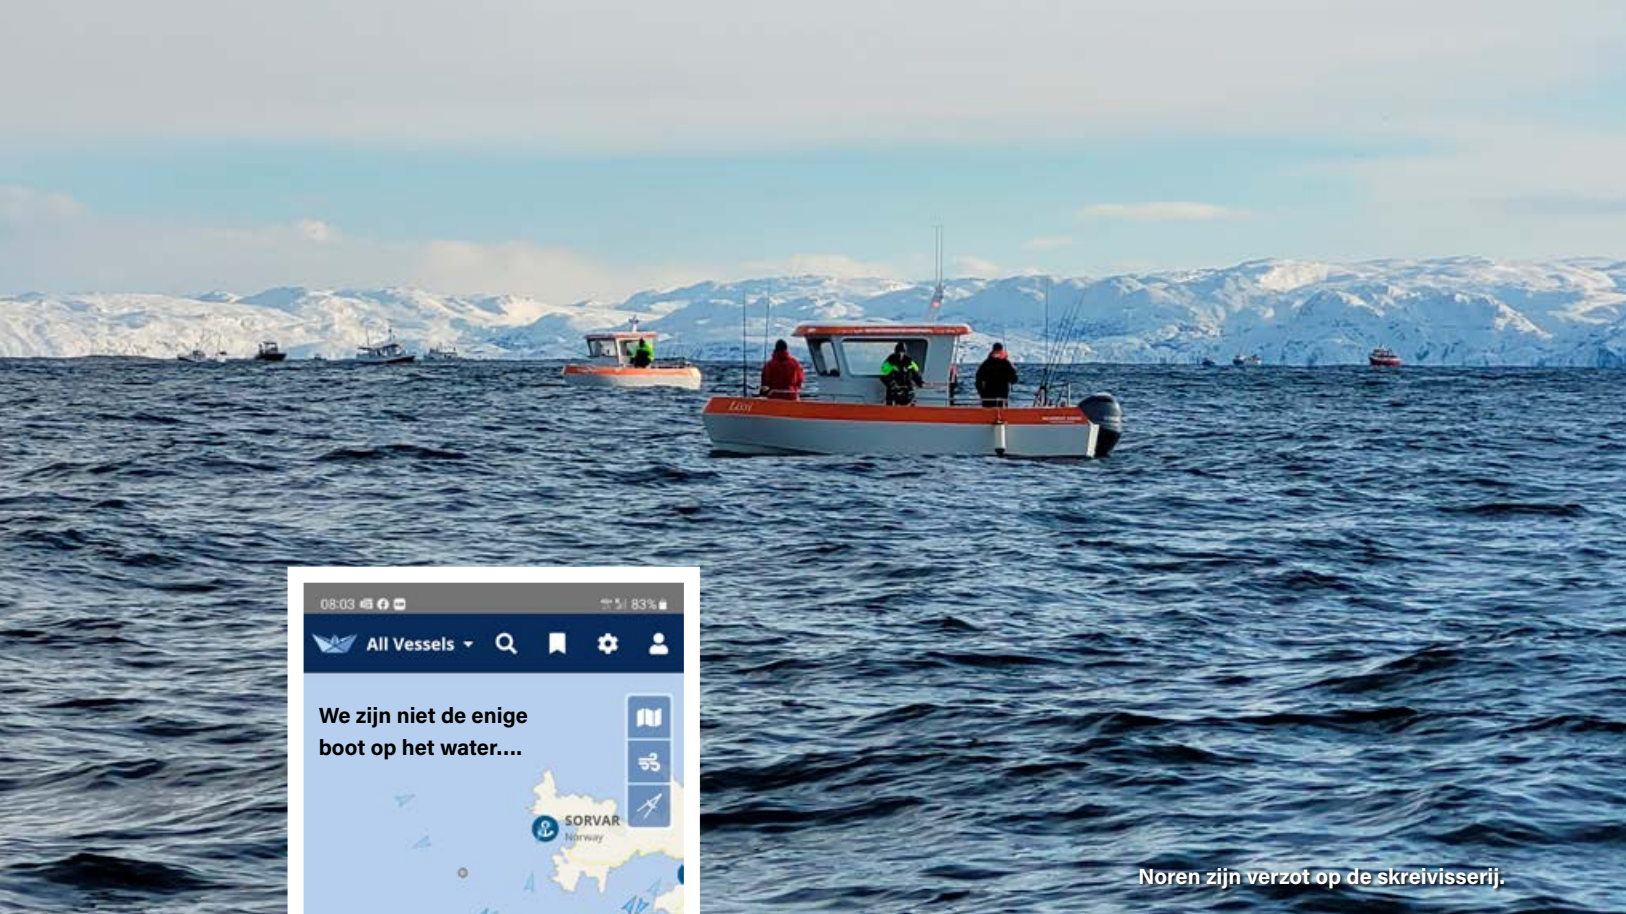 Lixi
08:03
83%
All Vessels
We zijn niet de enige
boot op het water....
SORVAR
Norway
Noren zijn verzot op de skreivisserij.